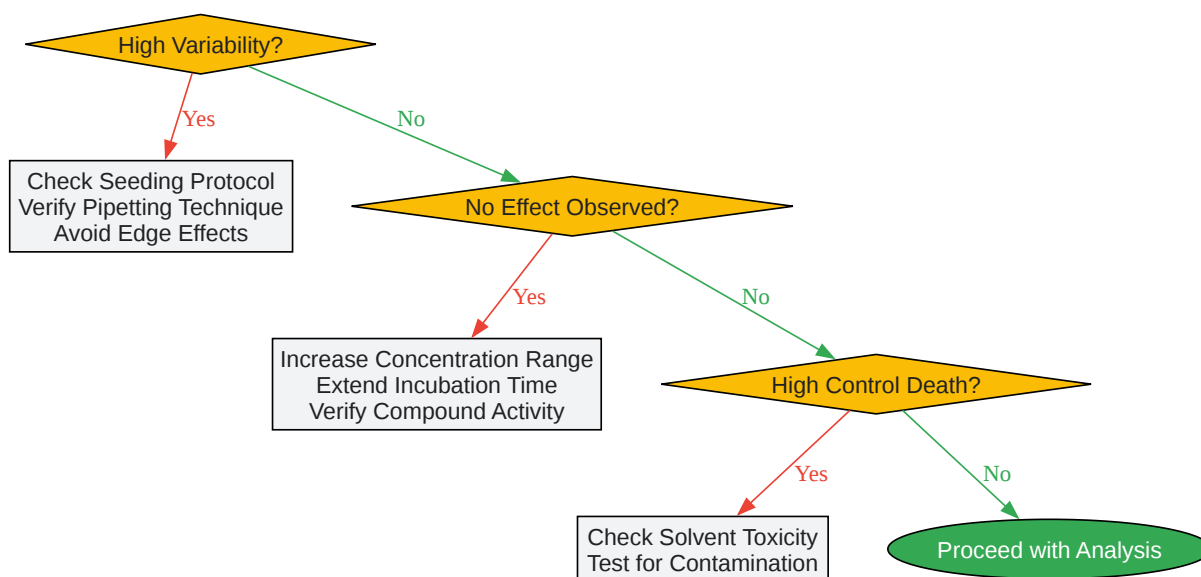 High Variability?
Yes
No
Check Seeding Protocol
Verify Pipetting Technique
Avoid Edge Effects
No Effect Observed?
Yes
No
Increase Concentration Range
Extend Incubation Time
Verify Compound Activity
High Control Death?
Yes
No
Check Solvent Toxicity
Test for Contamination
Proceed with Analysis